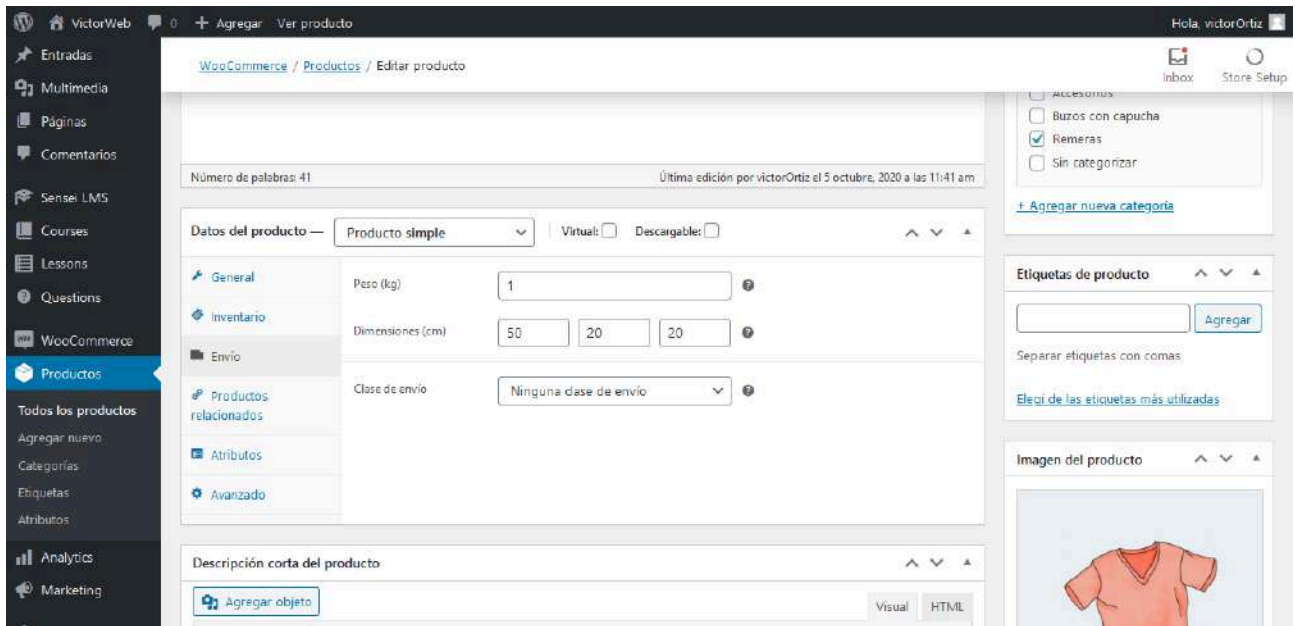 VictorWeb 0 + Agregar Ver producto Hola, victorOrtiz
Entradas
Multimedia
Páginas
Comentarios
Sensei LMS
Courses
Lessons
Questions
WooCommerce
Productos
Todos los productos
Agregar nuevo
Categorías
Etiquetas
Atributos
Analytics
Marketing
WooCommerce / Productos / Editar producto
Inbox
Store Setup
Número de palabras: 41
Última edición por victorOrtiz el 5 octubre, 2020 a las 11:41 am
Datos del producto — Producto simple Virtual: Descargable:
General
Inventario
Envío
Productos
relacionados
Atributos
Avanzado
Peso (kg) 1
Dimensiones (cm) 50 20 20
Clase de envío Ninguna clase de envío
Descripción corta del producto
Agregar objeto
Visual HTML
Accesorios
Buzos con capucha
Remeras
Sin categorizar
+ Agregar nueva categoría
Etiquetas de producto
Agregar
Separar etiquetas con comas
Elegí de las etiquetas más utilizadas
Imagen del producto